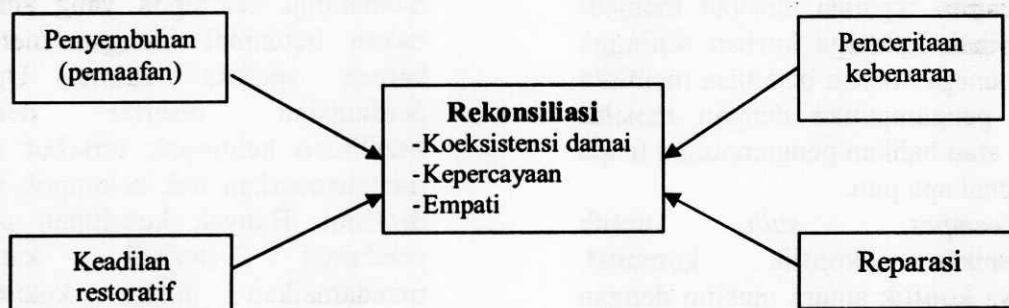 Penyembuhan
(pemaafan)
Penceritaan
kebenaran
Rekonsiliasi
-Koeksistensi damai
-Kepercayaan
-Empati
Keadilan
restoratif
Reparasi